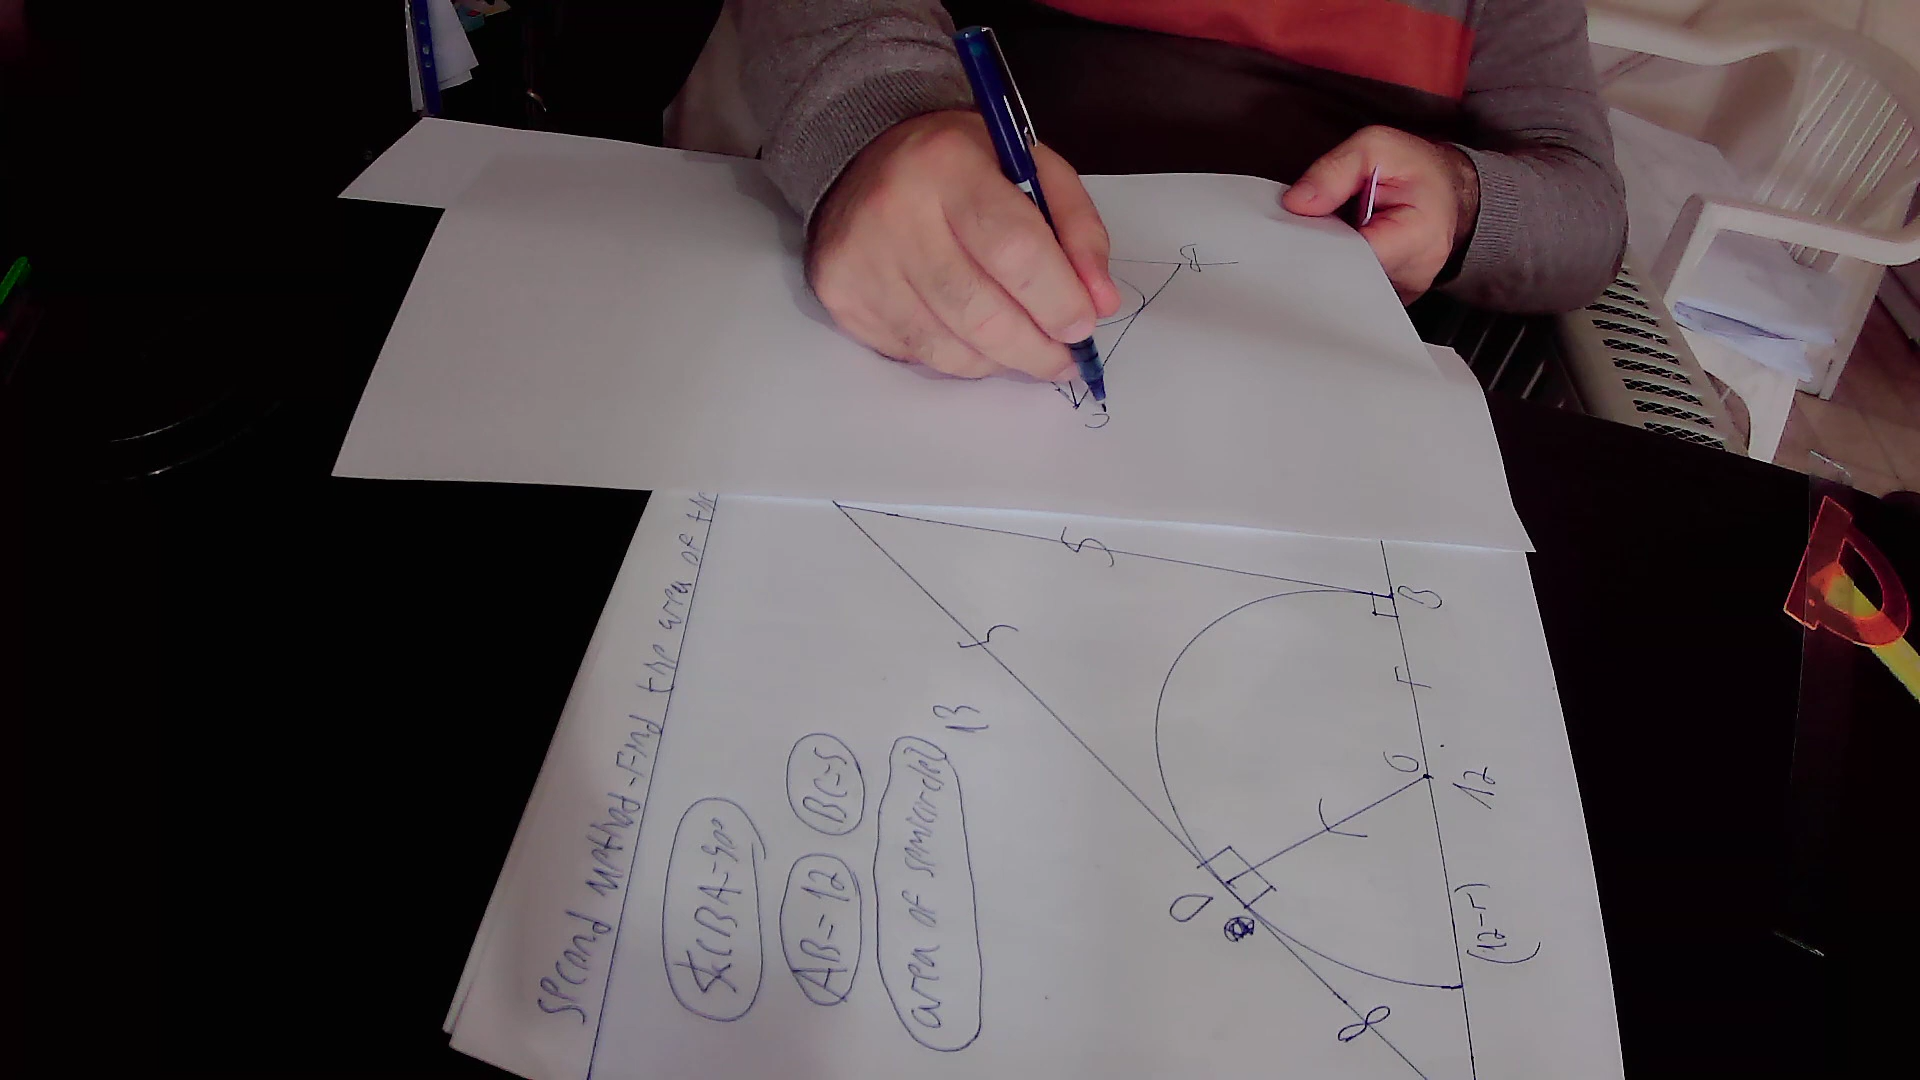 Second method - Find the area of the
∡CBA=90
AB=12 BC=5
area of semicircle
13
5
5
B
r
O
12
r
D
(12-r)
8
B
C